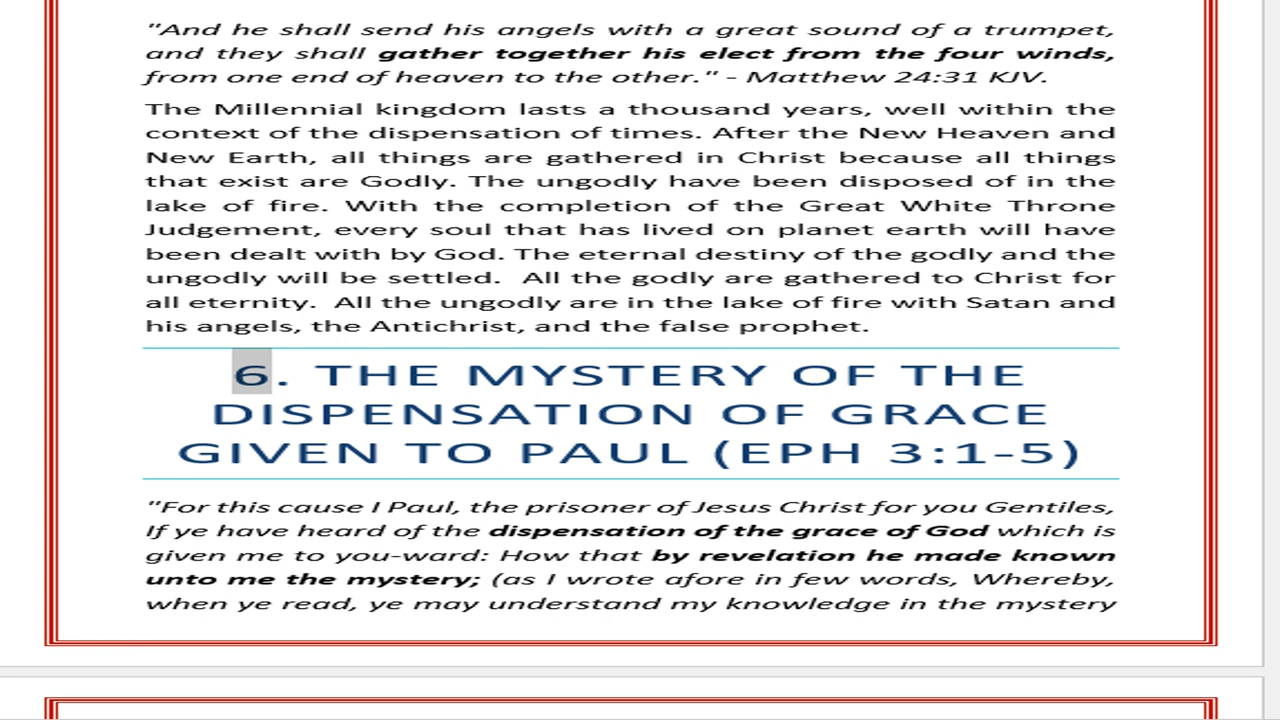 "And he shall send his angels with a great sound of a trumpet,
and they shall gather together his elect from the four winds,
from one end of heaven to the other." - Matthew 24:31 KJV.
The Millennial kingdom lasts a thousand years, well within the
context of the dispensation of times. After the New Heaven and
New Earth, all things are gathered in Christ because all things
that exist are Godly. The ungodly have been disposed of in the
lake of fire. With the completion of the Great White Throne
Judgement, every soul that has lived on planet earth will have
been dealt with by God. The eternal destiny of the godly and the
ungodly will be settled.  All the godly are gathered to Christ for
all eternity.  All the ungodly are in the lake of fire with Satan and
his angels, the Antichrist, and the false prophet.
6. THE MYSTERY OF THE
DISPENSATION OF GRACE
GIVEN TO PAUL (EPH 3:1-5)
"For this cause I Paul, the prisoner of Jesus Christ for you Gentiles,
If ye have heard of the dispensation of the grace of God which is
given me to you-ward: How that by revelation he made known
unto me the mystery; (as I wrote afore in few words, Whereby,
when ye read, ye may understand my knowledge in the mystery